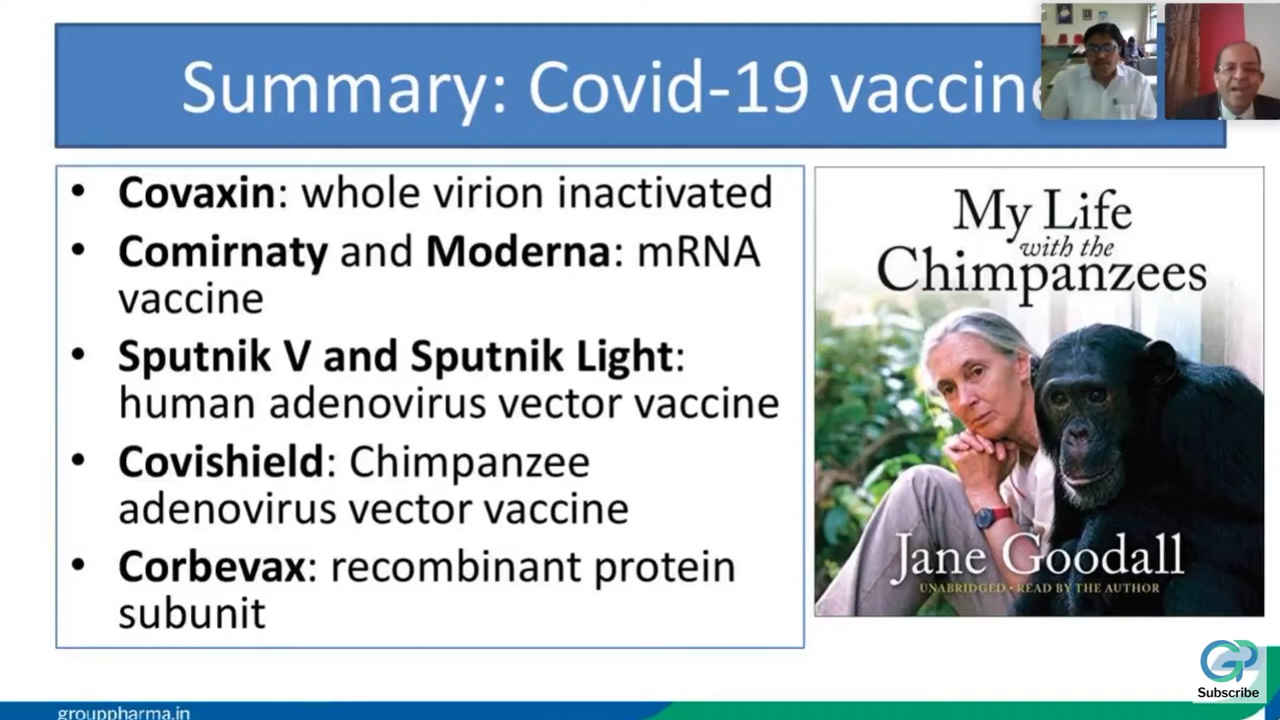 Summary: Covid-19 vaccine
• Covaxin: whole virion inactivated
• Comirnaty and Moderna: mRNA
vaccine
• Sputnik V and Sputnik Light:
human adenovirus vector vaccine
• Covishield: Chimpanzee
adenovirus vector vaccine
• Corbevax: recombinant protein
subunit
My Life
with the
Chimpanzees
Jane Goodall
UNABRIDGED • READ BY THE AUTHOR
GP
Subscribe
grouppharma.in